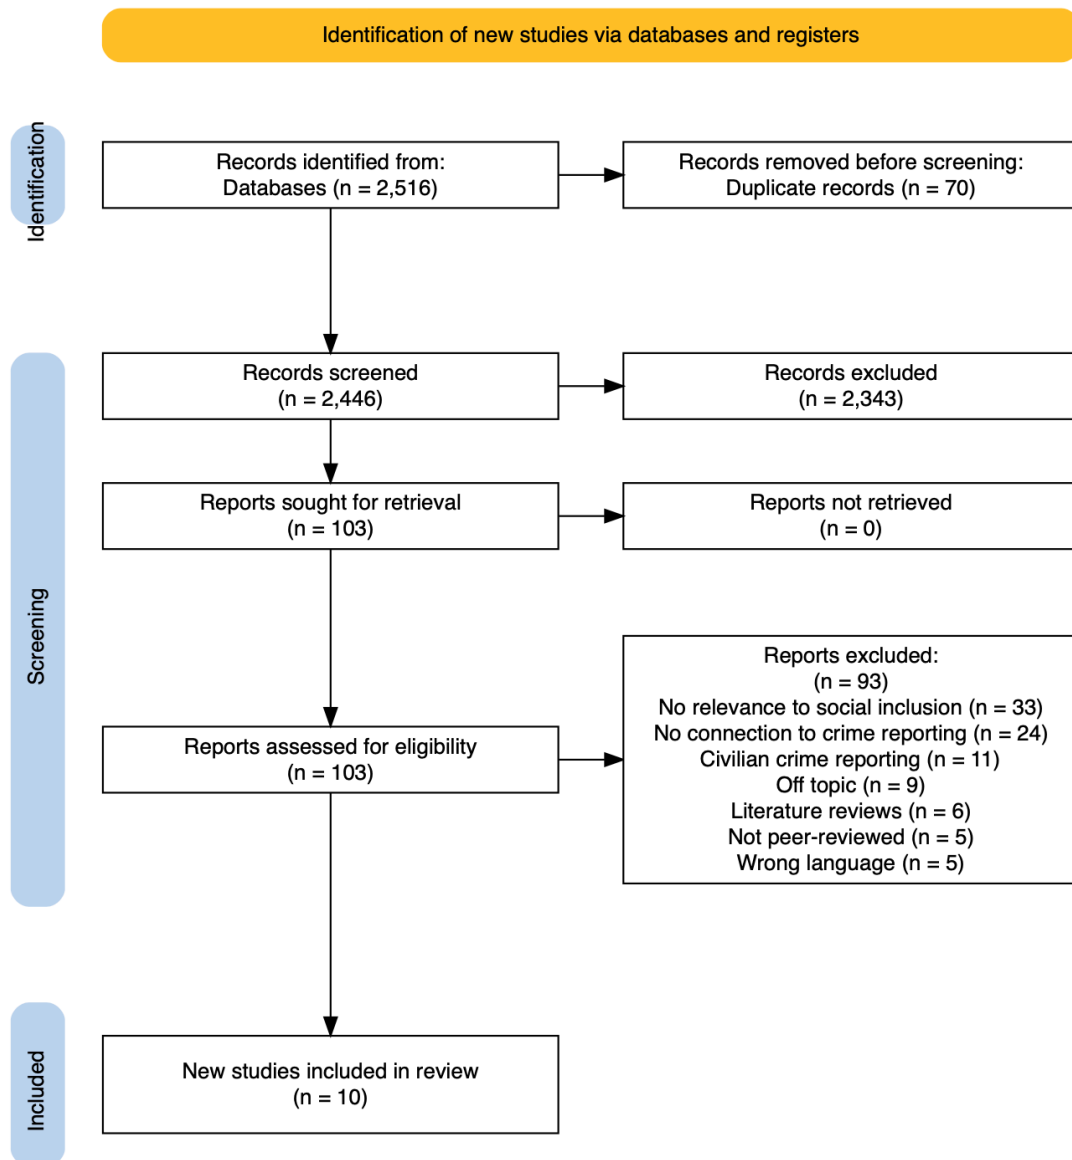 Identification of new studies via databases and registers
Identification
Records identified from:
Databases (n = 2,516)
Records removed before screening:
Duplicate records (n = 70)
Screening
Records screened
(n = 2,446)
Records excluded
(n = 2,343)
Reports sought for retrieval
(n = 103)
Reports not retrieved
(n = 0)
Reports assessed for eligibility
(n = 103)
Reports excluded:
(n = 93)
No relevance to social inclusion (n = 33)
No connection to crime reporting (n = 24)
Civilian crime reporting (n = 11)
Off topic (n = 9)
Literature reviews (n = 6)
Not peer-reviewed (n = 5)
Wrong language (n = 5)
Included
New studies included in review
(n = 10)